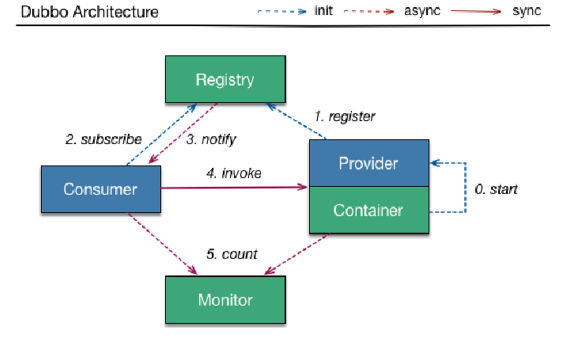 Dubbo Architecture
init
async
sync
Registry
1. register
2. subscribe
3. notify
Provider
4. invoke
Consumer
0. start
Container
5. count
Monitor